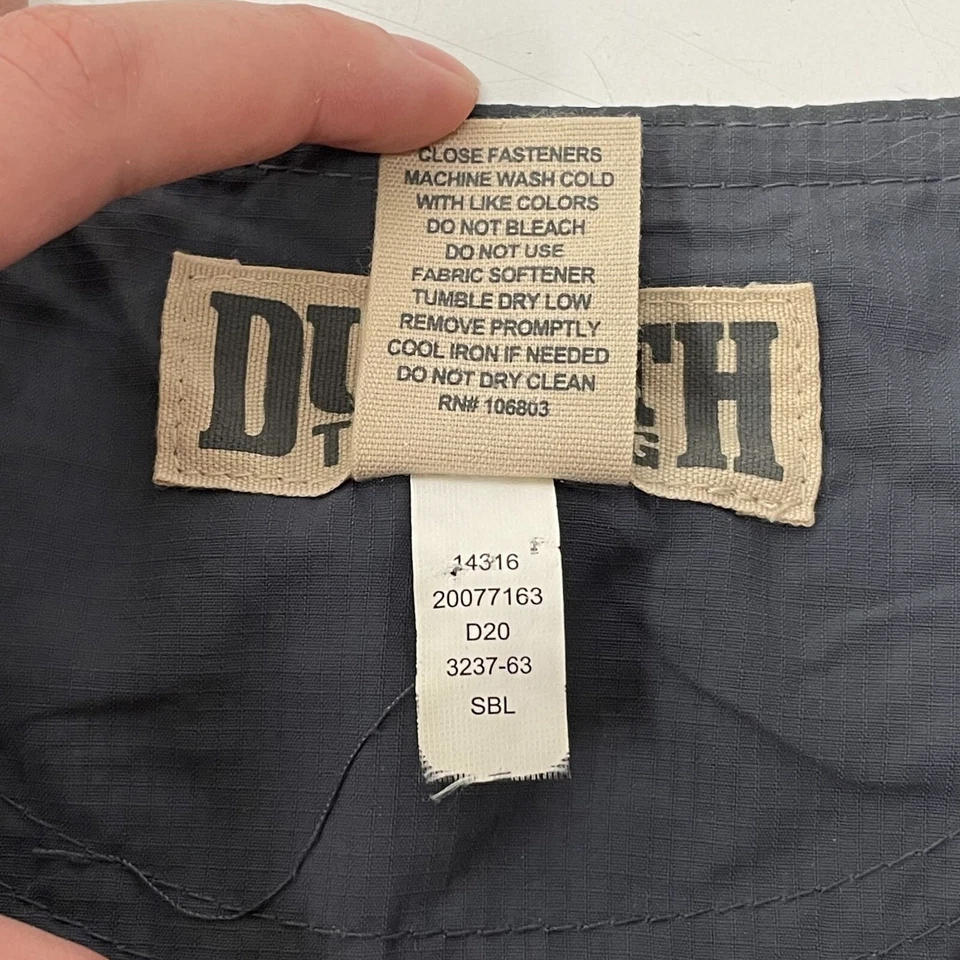 CLOSE FASTENERS
MACHINE WASH COLD
WITH LIKE COLORS
DO NOT BLEACH
DO NOT USE
FABRIC SOFTENER
TUMBLE DRY LOW
REMOVE PROMPTLY
COOL IRON IF NEEDED
DO NOT DRY CLEAN
RN# 106803
14316
20077163
D20
3237-63
SBL